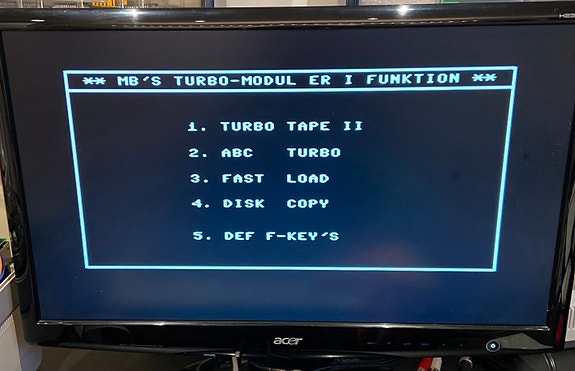 ** MB'S TURBO-MODUL ER I FUNKTION **
1. TURBO TAPE II
2. ABC TURBO
3. FAST LOAD
4. DISK COPY
5. DEF F-KEY'S
acer